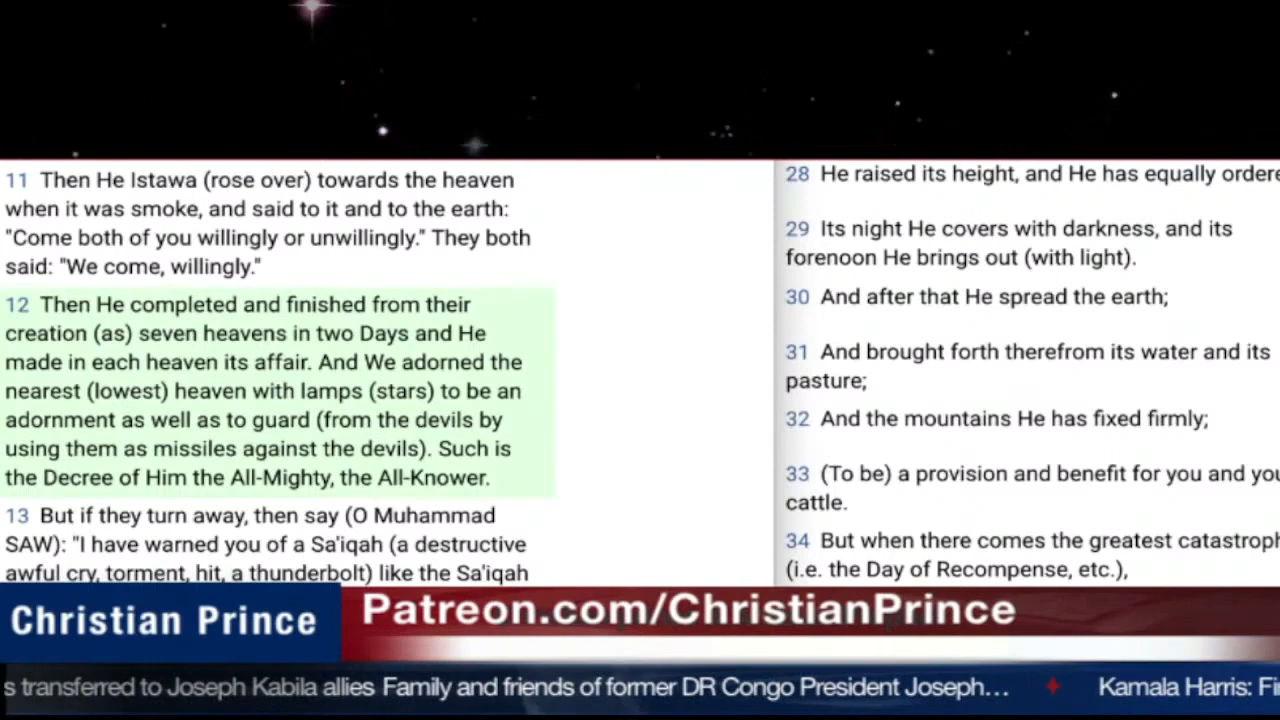 11 Then He Istawa (rose over) towards the heaven
when it was smoke, and said to it and to the earth:
"Come both of you willingly or unwillingly." They both
said: "We come, willingly."
12 Then He completed and finished from their
creation (as) seven heavens in two Days and He
made in each heaven its affair. And We adorned the
nearest (lowest) heaven with lamps (stars) to be an
adornment as well as to guard (from the devils by
using them as missiles against the devils). Such is
the Decree of Him the All-Mighty, the All-Knower.
13 But if they turn away, then say (O Muhammad
SAW): "I have warned you of a Sa'iqah (a destructive
awful cry, torment, hit, a thunderbolt) like the Sa'iqah
28 He raised its height, and He has equally ordere
29 Its night He covers with darkness, and its
forenoon He brings out (with light).
30 And after that He spread the earth;
31 And brought forth therefrom its water and its
pasture;
32 And the mountains He has fixed firmly;
33 (To be) a provision and benefit for you and you
cattle.
34 But when there comes the greatest catastroph
(i.e. the Day of Recompense, etc.),
Christian Prince
Patreon.com/ChristianPrince
s transferred to Joseph Kabila allies Family and friends of former DR Congo President Joseph… Kamala Harris: Fi